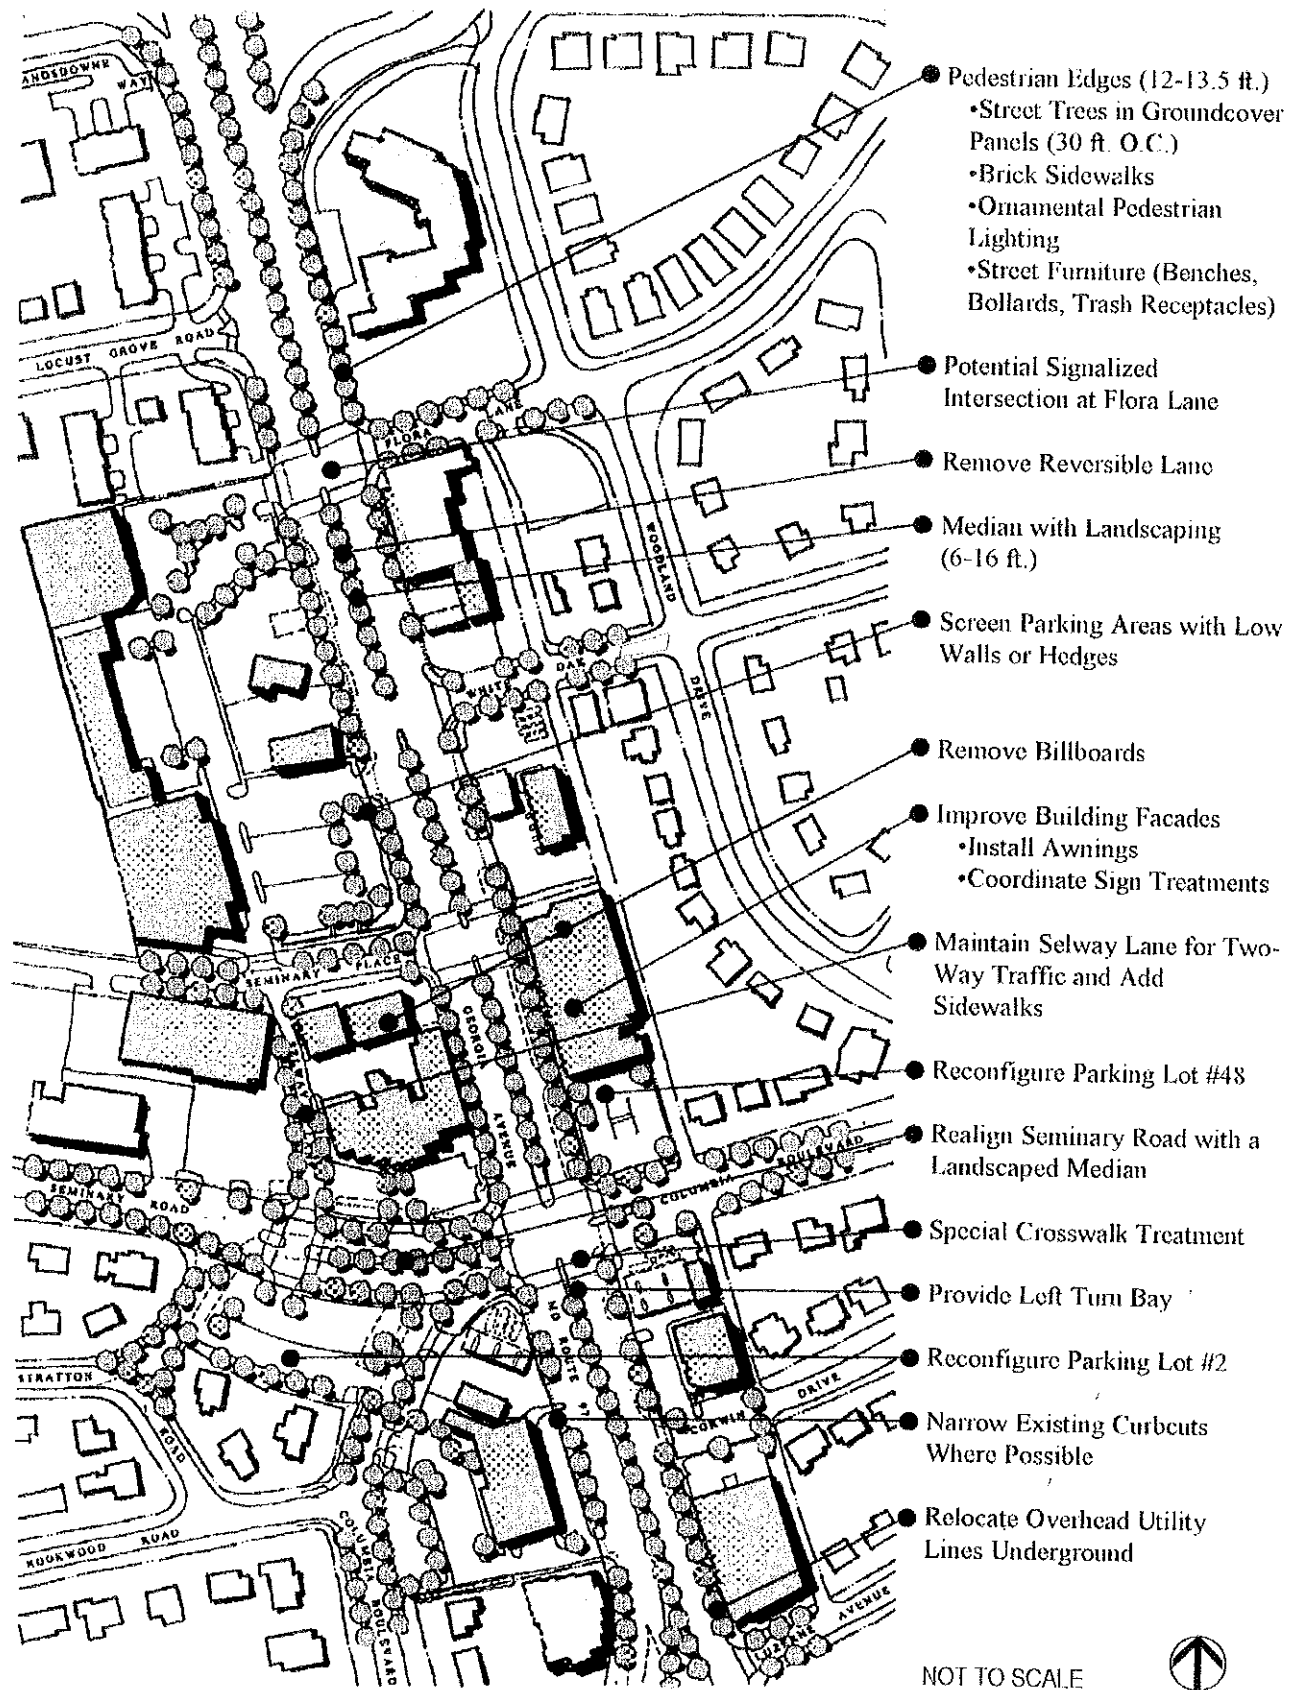 ANDSDOWNE
WAY
Pedestrian Edges (12-13.5 ft.)
•Street Trees in Groundcover
Panels (30 ft. O.C.)
•Brick Sidewalks
•Ornamental Pedestrian
Lighting
•Street Furniture (Benches,
Bollards, Trash Receptacles)
LOCUST GROVE ROAD
Potential Signalized
Intersection at Flora Lane
FLORA LANE
Remove Reversible Lane
Median with Landscaping
(6-16 ft.)
WOODLAND
DRIVE
Screen Parking Areas with Low
Walls or Hedges
WHITE OAK
Remove Billboards
Improve Building Facades
•Install Awnings
•Coordinate Sign Treatments
Maintain Selway Lane for Two-
Way Traffic and Add
Sidewalks
SEMINARY PLACE
GEORGIA
AVENUE
Reconfigure Parking Lot #48
Realign Seminary Road with a
Landscaped Median
COLUMBIA BOULEVARD
SEMINARY
ROAD
Special Crosswalk Treatment
Provide Left Turn Bay
MD ROUTE 97
Reconfigure Parking Lot #2
STRATTON
ROAD
CORWIN
DRIVE
Narrow Existing Curbcuts
Where Possible
Relocate Overhead Utility
Lines Underground
ROOKWOOD ROAD
COLUMBIA
BOULEVARD
LUZERNE
AVENUE
NOT TO SCALE